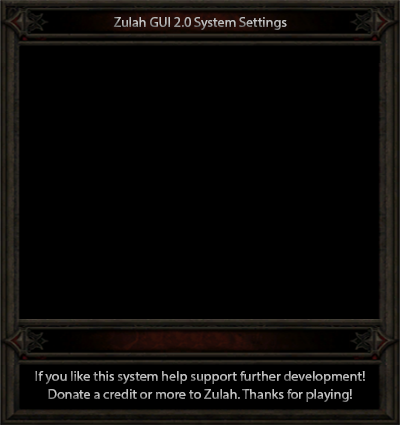 Zulah GUI 2.0 System Settings
If you like this system help support further development!
Donate a credit or more to Zulah. Thanks for playing!